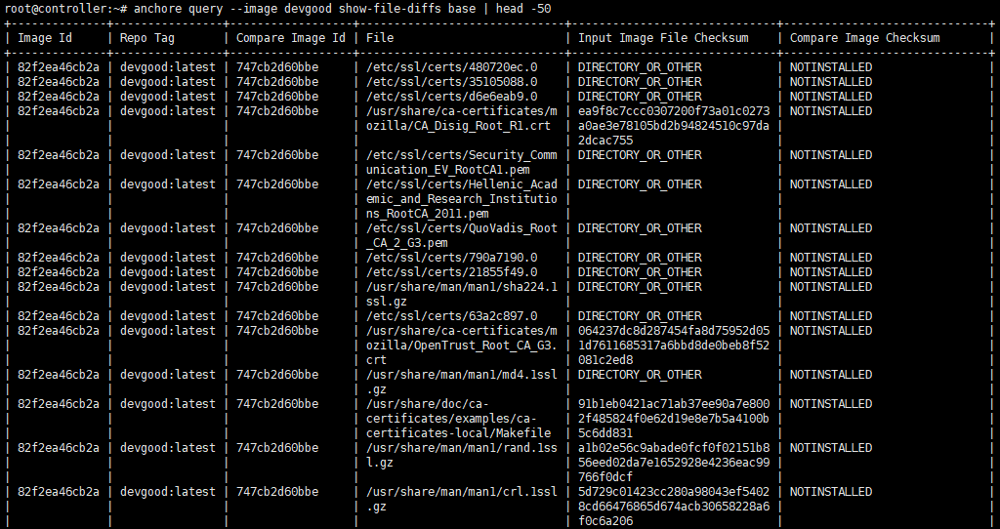 root@controller:~# anchore query --image devgood show-file-diffs base | head -50
+--------------+----------------+------------------+----------------------------+-----------------------------+-----------------------------+
| Image Id | Repo Tag | Compare Image Id | File | Input Image File Checksum | Compare Image Checksum |
+--------------+----------------+------------------+----------------------------+-----------------------------+-----------------------------+
| 82f2ea46cb2a | devgood:latest | 747cb2d60bbe | /etc/ssl/certs/480720ec.0 | DIRECTORY_OR_OTHER | NOTINSTALLED |
| 82f2ea46cb2a | devgood:latest | 747cb2d60bbe | /etc/ssl/certs/35105088.0 | DIRECTORY_OR_OTHER | NOTINSTALLED |
| 82f2ea46cb2a | devgood:latest | 747cb2d60bbe | /etc/ssl/certs/d6e6eab9.0 | DIRECTORY_OR_OTHER | NOTINSTALLED |
| 82f2ea46cb2a | devgood:latest | 747cb2d60bbe | /usr/share/ca-certificates/m | ea9f8c7ccc0307200f73a01c0273 | NOTINSTALLED |
| | | | ozilla/CA_Disig_Root_R1.crt | a0ae3e78105bd2b94824510c97da | |
| | | | | 2dcac755 | |
| 82f2ea46cb2a | devgood:latest | 747cb2d60bbe | /etc/ssl/certs/Security_Comm | DIRECTORY_OR_OTHER | NOTINSTALLED |
| | | | unication_EV_RootCA1.pem | | |
| 82f2ea46cb2a | devgood:latest | 747cb2d60bbe | /etc/ssl/certs/Hellenic_Acad | DIRECTORY_OR_OTHER | NOTINSTALLED |
| | | | emic_and_Research_Institutio | | |
| | | | ns_RootCA_2011.pem | | |
| 82f2ea46cb2a | devgood:latest | 747cb2d60bbe | /etc/ssl/certs/QuoVadis_Root | DIRECTORY_OR_OTHER | NOTINSTALLED |
| | | | _CA_2_G3.pem | | |
| 82f2ea46cb2a | devgood:latest | 747cb2d60bbe | /etc/ssl/certs/790a7190.0 | DIRECTORY_OR_OTHER | NOTINSTALLED |
| 82f2ea46cb2a | devgood:latest | 747cb2d60bbe | /etc/ssl/certs/21855f49.0 | DIRECTORY_OR_OTHER | NOTINSTALLED |
| 82f2ea46cb2a | devgood:latest | 747cb2d60bbe | /usr/share/man/man1/sha224.1 | DIRECTORY_OR_OTHER | NOTINSTALLED |
| | | | ssl.gz | | |
| 82f2ea46cb2a | devgood:latest | 747cb2d60bbe | /etc/ssl/certs/63a2c897.0 | DIRECTORY_OR_OTHER | NOTINSTALLED |
| 82f2ea46cb2a | devgood:latest | 747cb2d60bbe | /usr/share/ca-certificates/m | 064237dc8d287454fa8d75952d05 | NOTINSTALLED |
| | | | ozilla/OpenTrust_Root_CA_G3. | 1d7611685317a6bbd8de0beb8f52 | |
| | | | crt | 081c2ed8 | |
| 82f2ea46cb2a | devgood:latest | 747cb2d60bbe | /usr/share/man/man1/md4.1ssl | DIRECTORY_OR_OTHER | NOTINSTALLED |
| | | | .gz | | |
| 82f2ea46cb2a | devgood:latest | 747cb2d60bbe | /usr/share/doc/ca- | 91b1eb0421ac71ab37ee90a7e800 | NOTINSTALLED |
| | | | certificates/examples/ca- | 2f485824f0e62d19e8e7b5a4100b | |
| | | | certificates-local/Makefile | 5c6dd831 | |
| 82f2ea46cb2a | devgood:latest | 747cb2d60bbe | /usr/share/man/man1/rand.1ss | a1b02e56c9abade0fcf0f02151b8 | NOTINSTALLED |
| | | | l.gz | 56eed02da7e1652928e4236eac99 | |
| | | | | 766f0dcf | |
| 82f2ea46cb2a | devgood:latest | 747cb2d60bbe | /usr/share/man/man1/crl.1ssl | 5d729c01423cc280a98043ef5402 | NOTINSTALLED |
| | | | .gz | 8cd66476865d674acb30658228a6 | |
| | | | | f0c6a206 | |